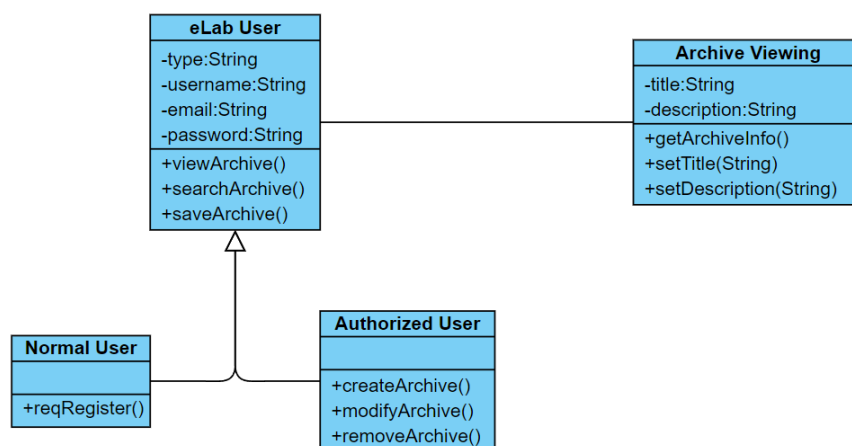 eLab User
-type:String
-username:String
-email:String
-password:String
+viewArchive()
+searchArchive()
+saveArchive()
Archive Viewing
-title:String
-description:String
+getArchiveInfo()
+setTitle(String)
+setDescription(String)
Normal User
+reqRegister()
Authorized User
+createArchive()
+modifyArchive()
+removeArchive()